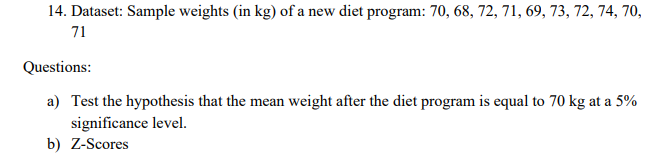 14. Dataset: Sample weights (in kg) of a new diet program: 70, 68, 72, 71, 69, 73, 72, 74, 70,
71
Questions:
a) Test the hypothesis that the mean weight after the diet program is equal to 70 kg at a 5%
significance level.
b) Z-Scores